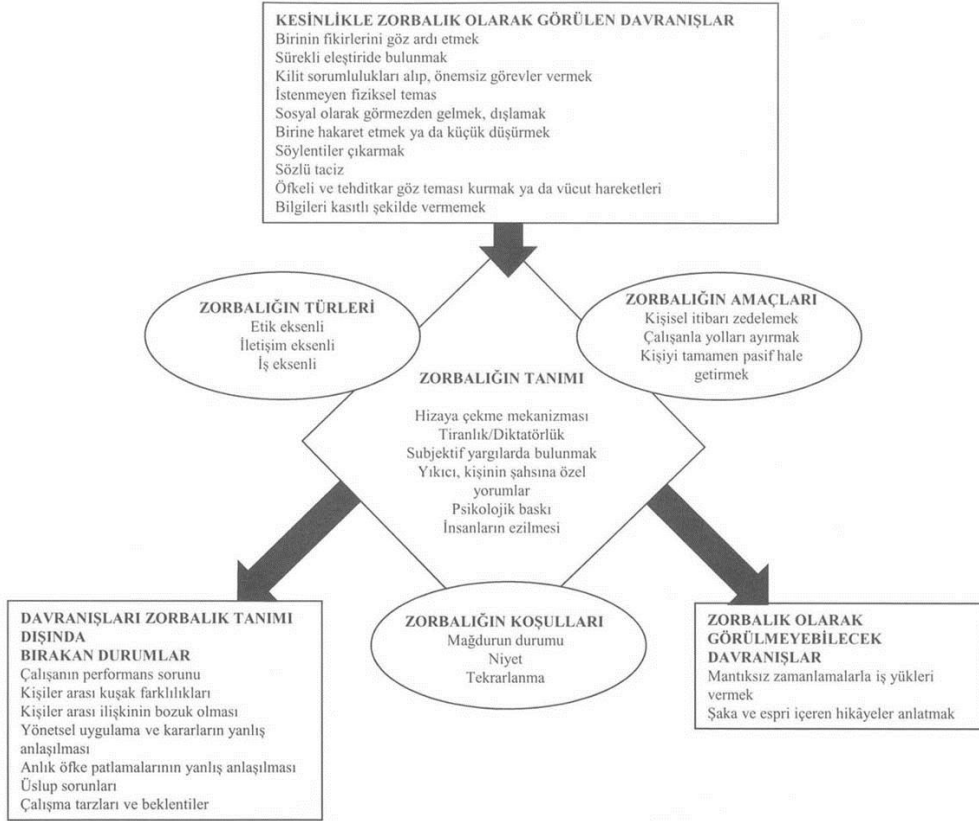 KESİNLİKLE ZORBALIK OLARAK GÖRÜLEN DAVRANIŞLAR
Birinin fikirlerini göz ardı etmek
Sürekli eleştiride bulunmak
Kilit sorumlulukları alıp, önemsiz görevler vermek
İstenmeyen fiziksel temas
Sosyal olarak görmezden gelmek, dışlamak
Birine hakaret etmek ya da küçük düşürmek
Söylentiler çıkarmak
Sözlü taciz
Öfkeli ve tehditkar göz teması kurmak ya da vücut hareketleri
Bilgileri kasıtlı şekilde vermemek
ZORBALIĞIN TÜRLERİ
Etik eksenli
İletişim eksenli
İş eksenli
ZORBALIĞIN AMAÇLARI
Kişisel itibarı zedelemek
Çalışanla yolları ayırmak
Kişiyi tamamen pasif hale
getirmek
ZORBALIĞIN TANIMI
Hizaya çekme mekanizması
Tiranlık/Diktatörlük
Subjektif yargılarda bulunmak
Yıkıcı, kişinin şahsına özel
yorumlar
Psikolojik baskı
İnsanların ezilmesi
DAVRANIŞLARI ZORBALIK TANIMI
DIŞINDA
BIRAKAN DURUMLAR
Çalışanın performans sorunu
Kişiler arası kuşak farklılıkları
Kişiler arası ilişkinin bozuk olması
Yönetsel uygulama ve kararların yanlış
anlaşılması
Anlık öfke patlamalarının yanlış anlaşılması
Üslup sorunları
Çalışma tarzları ve beklentiler
ZORBALIĞIN KOŞULLARI
Mağdurun durumu
Niyet
Tekrarlanma
ZORBALIK OLARAK
GÖRÜLMEYEBİLECEK
DAVRANIŞLAR
Mantıksız zamanlamalarla iş yükleri
vermek
Şaka ve espri içeren hikâyeler anlatmak